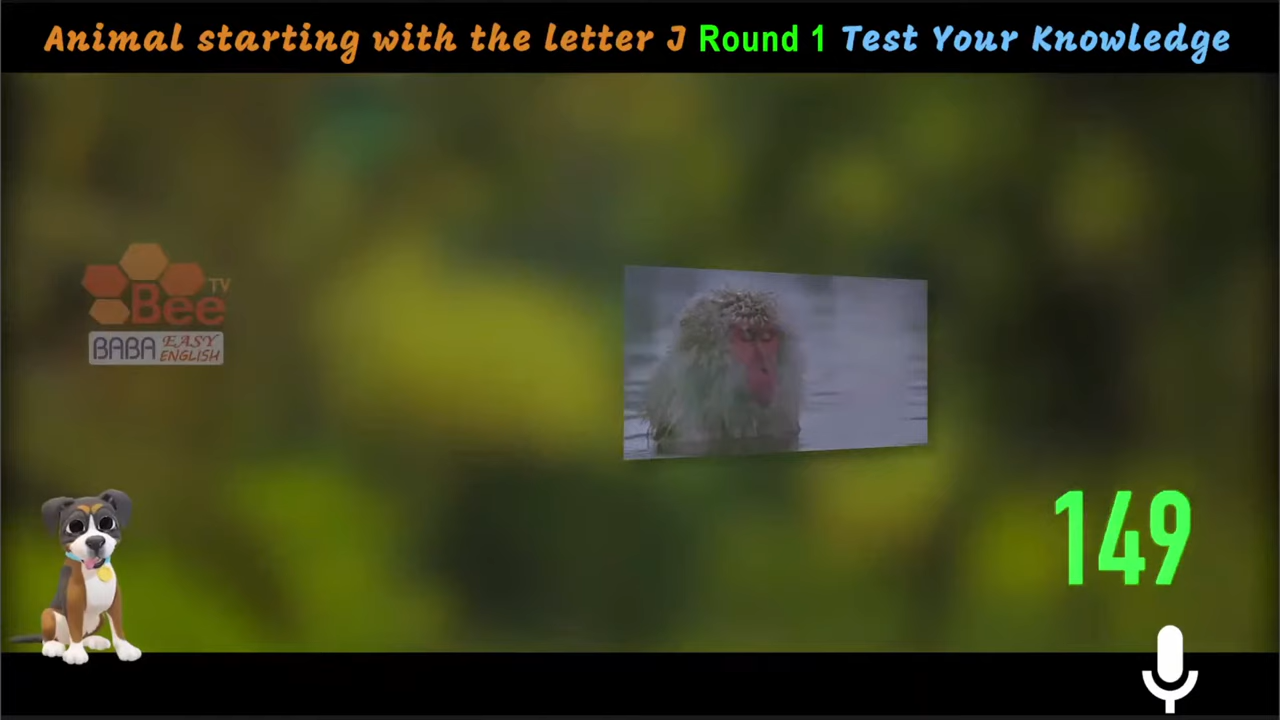 Animal starting with the letter J Round 1 Test Your Knowledge
Bee TV
BABA EASY ENGLISH
149